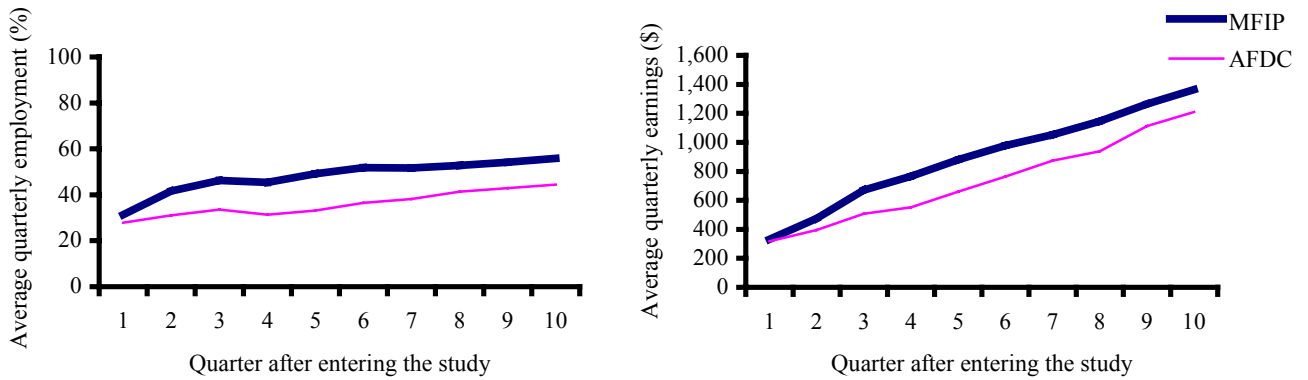 Average quarterly employment (%)
100
80
60
40
20
0
1 2 3 4 5 6 7 8 9 10
Quarter after entering the study
Average quarterly earnings ($)
1,600
1,400
1,200
1,000
800
600
400
200
0
1 2 3 4 5 6 7 8 9 10
Quarter after entering the study
MFIP
AFDC